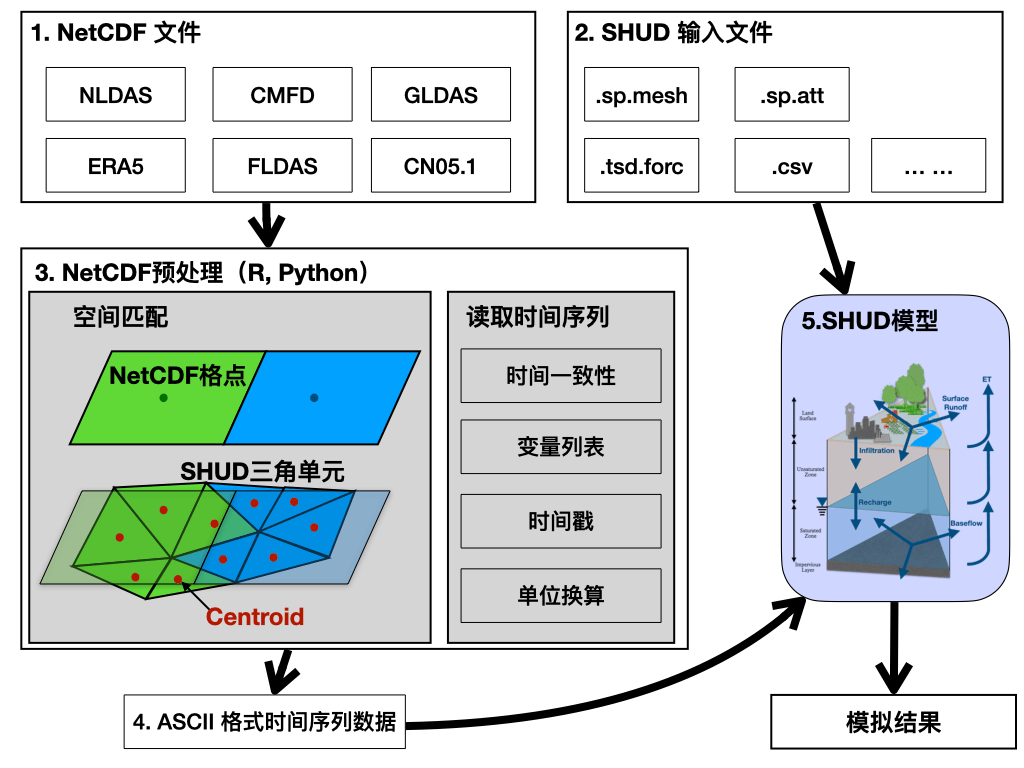 1. NetCDF 文件
NLDAS
CMFD
GLDAS
ERA5
FLDAS
CN05.1
2. SHUD 输入文件
.sp.mesh
.sp.att
.tsd.forc
.csv
... ...
3. NetCDF预处理（R, Python）
空间匹配
NetCDF格点
SHUD三角单元
Centroid
读取时间序列
时间一致性
变量列表
时间戳
单位换算
4. ASCII 格式时间序列数据
5.SHUD模型
ET
Land
Surface
Surface
Runoff
Infiltration
Unsaturated
Zone
Recharge
Saturated
Zone
Baseflow
Impervious
Layer
模拟结果